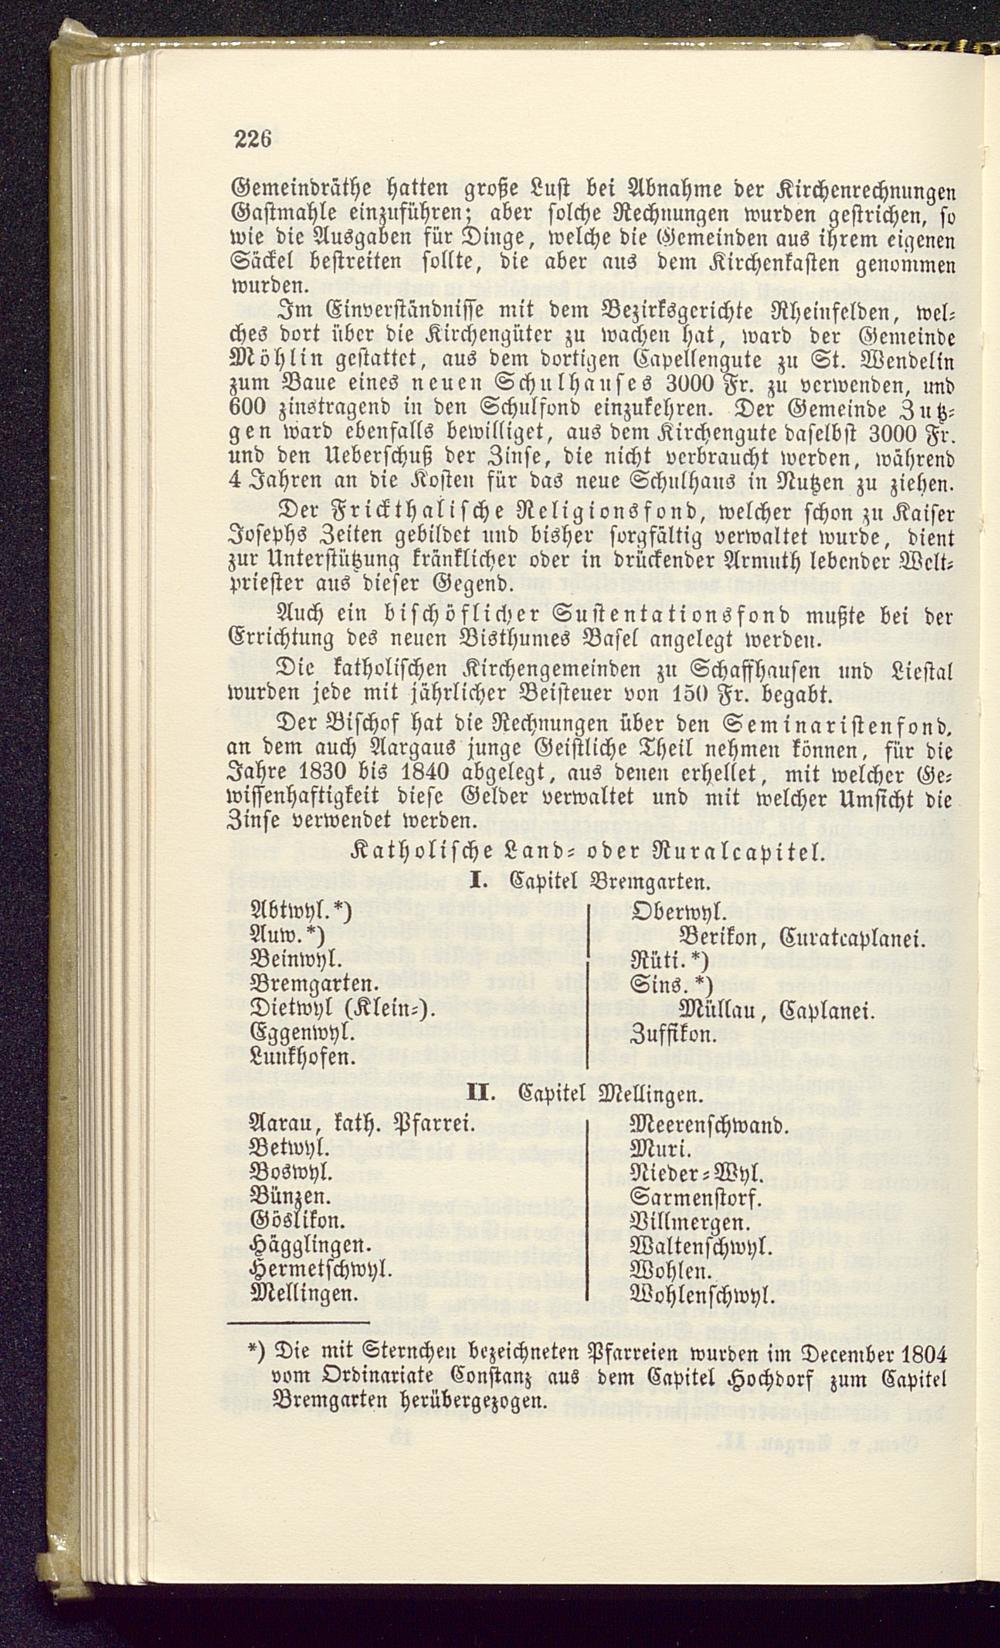 226
Gemeindräthe hatten große Lust bei Abnahme der Kirchenrechnungen
Gastmahle einzuführen; aber solche Rechnungen wurden gestrichen, so
wie die Ausgaben für Dinge, welche die Gemeinden aus ihrem eigenen
Säckel bestreiten sollte, die aber aus dem Kirchenkasten genommen
wurden.
Im Einverständnisse mit dem Bezirksgerichte Rheinfelden, wel-
ches dort über die Kirchengüter zu wachen hat, ward der Gemeinde
Möhlin gestattet, aus dem dortigen Capellengute zu St. Wendelin
zum Baue eines neuen Schulhauses 3000 Fr. zu verwenden, und
600 zinstragend in den Schulfond einzukehren. Der Gemeinde Zutz-
gen ward ebenfalls bewilliget, aus dem Kirchengute daselbst 3000 Fr.
und den Ueberschuß der Zinse, die nicht verbraucht werden, während
4 Jahren an die Kosten für das neue Schulhaus in Nutzen zu ziehen.
Der Frickthalische Religionsfond, welcher schon zu Kaiser
Josephs Zeiten gebildet und bisher sorgfältig verwaltet wurde, dient
zur Unterstützung kränklicher oder in drückender Armuth lebender Welt-
priester aus dieser Gegend.
Auch ein bischöflicher Sustentationsfond mußte bei der
Errichtung des neuen Bisthumes Basel angelegt werden.
Die katholischen Kirchengemeinden zu Schaffhausen und Liestal
wurden jede mit jährlicher Beisteuer von 150 Fr. begabt.
Der Bischof hat die Rechnungen über den Seminaristenfond,
an dem auch Aargaus junge Geistliche Theil nehmen können, für die
Jahre 1830 bis 1840 abgelegt, aus denen erhellet, mit welcher Ge-
wissenhaftigkeit diese Gelder verwaltet und mit welcher Umsicht die
Zinse verwendet werden.
Katholische Land- oder Ruralcapitel.
I. Capitel Bremgarten.
Abtwyl.*)
Auw.*)
Beinwyl.
Bremgarten.
Dietwyl (Klein-).
Eggenwyl.
Lunkhofen.
Oberwyl.
Berikon, Curatcaplanei.
Rüti.*)
Sins.*)
Müllau, Caplanei.
Zuffikon.
II. Capitel Mellingen.
Aarau, kath. Pfarrei.
Betwyl.
Boswyl.
Bünzen.
Göslikon.
Hägglingen.
Hermetschwyl.
Mellingen.
Meerenschwand.
Muri.
Nieder-Wyl.
Sarmenstorf.
Villmergen.
Waltenschwyl.
Wohlen.
Wohlenschwyl.
*) Die mit Sternchen bezeichneten Pfarreien wurden im December 1804
vom Ordinariate Constanz aus dem Capitel Hochdorf zum Capitel
Bremgarten herübergezogen.